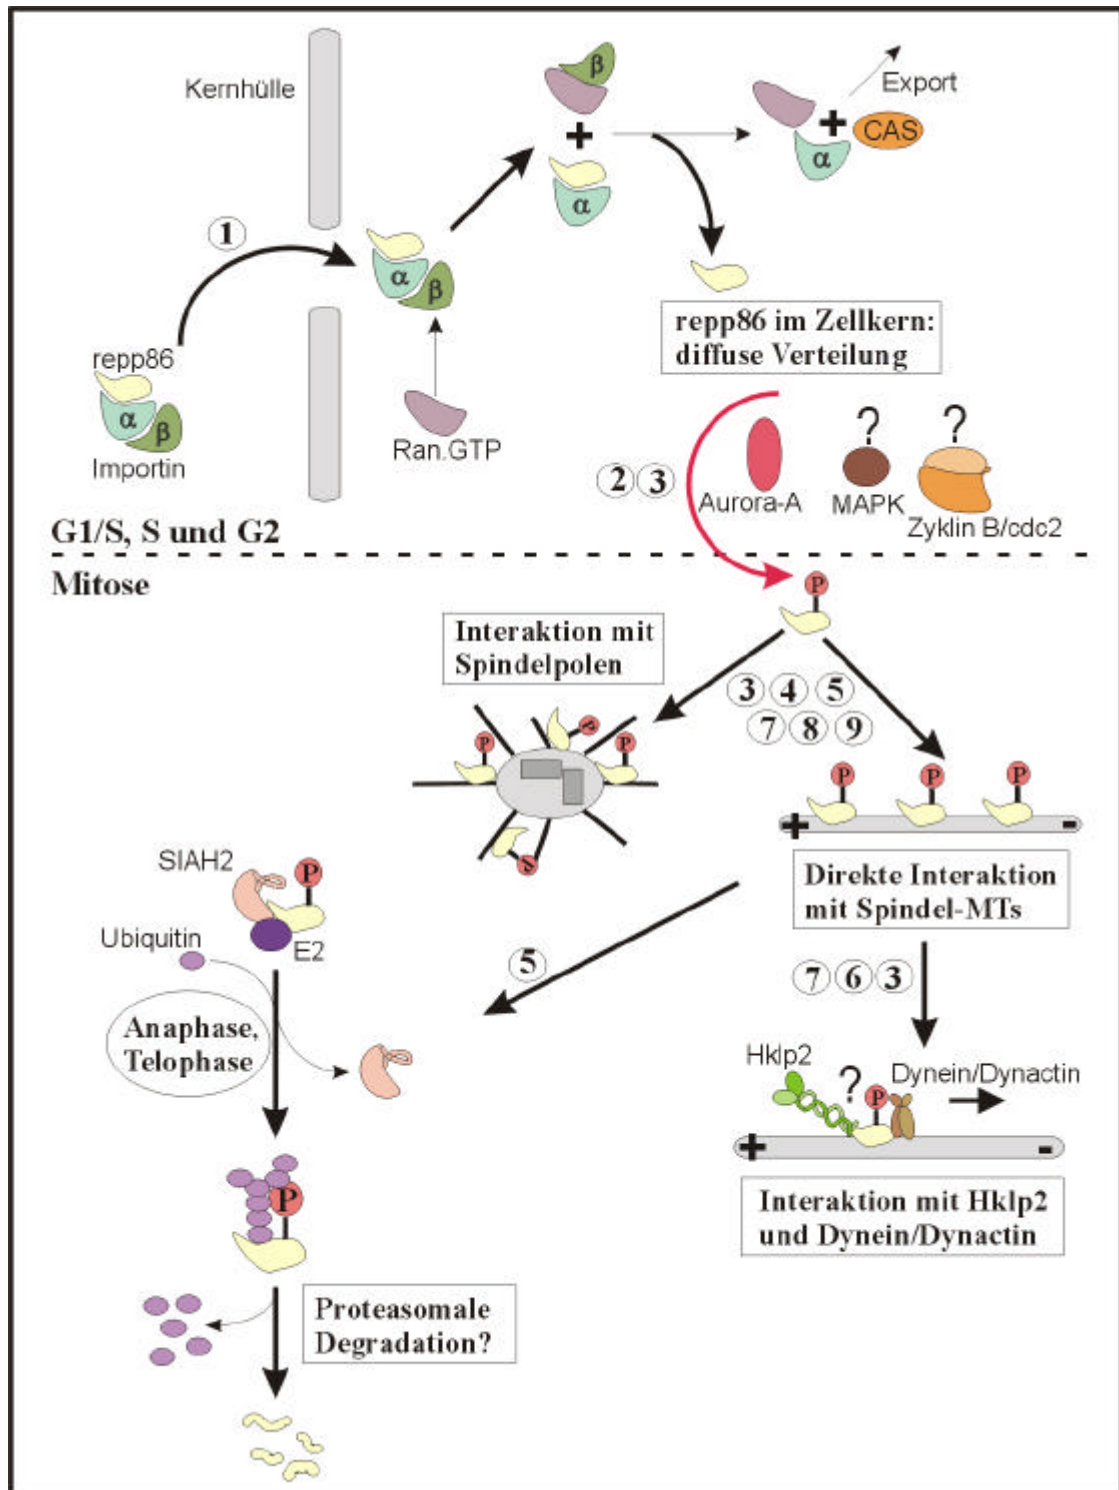 Kernhülle
β
+
α
Export
+
CAS
α
1
α
β
repp86
α
β
Importin
Ran.GTP
repp86 im Zellkern:
diffuse Verteilung
2 3
Aurora-A
?
MAPK
?
Zyklin B/cdc2
G1/S, S und G2
Mitose
P
Interaktion mit
Spindelpolen
3 4 5
7 8 9
P
P
P
S
P P P
+ -
Direkte Interaktion
mit Spindel-MTs
SIAH2
P
E2
Ubiquitin
5
7 6 3
Anaphase,
Telophase
Hklp2
?
P
Dynein/Dynactin
+ -
Interaktion mit Hklp2
und Dynein/Dynactin
P
Proteasomale
Degradation?